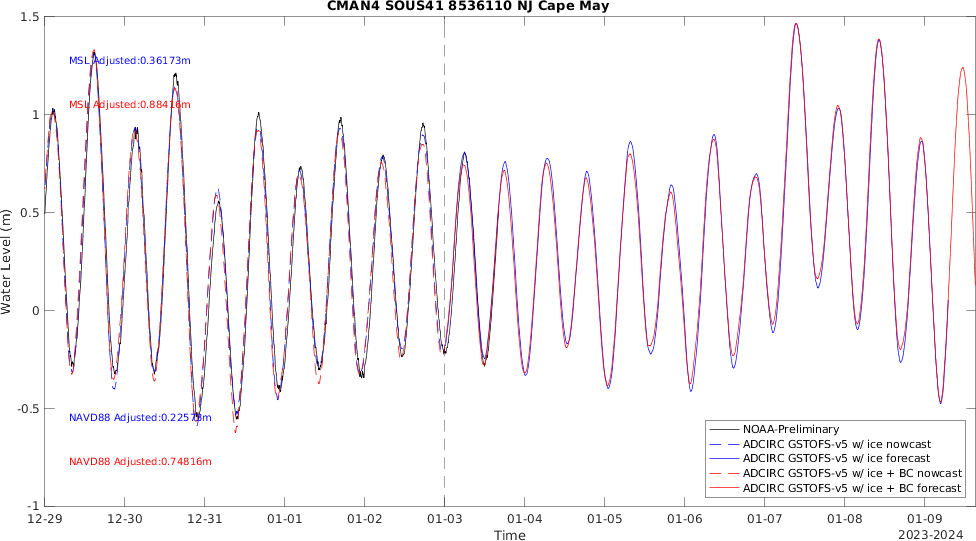 CMAN4 SOUS41 8536110 NJ Cape May
1.5
1
0.5
0
-0.5
-1
Water Level (m)
MSL Adjusted:0.36173m
MSL Adjusted:0.88416m
NAVD88 Adjusted:0.22573m
NAVD88 Adjusted:0.74816m
NOAA-Preliminary
ADCIRC GSTOFS-v5 w/ ice nowcast
ADCIRC GSTOFS-v5 w/ ice forecast
ADCIRC GSTOFS-v5 w/ ice + BC nowcast
ADCIRC GSTOFS-v5 w/ ice + BC forecast
12-29 12-30 12-31 01-01 01-02 01-03 01-04 01-05 01-06 01-07 01-08 01-09
Time
2023-2024